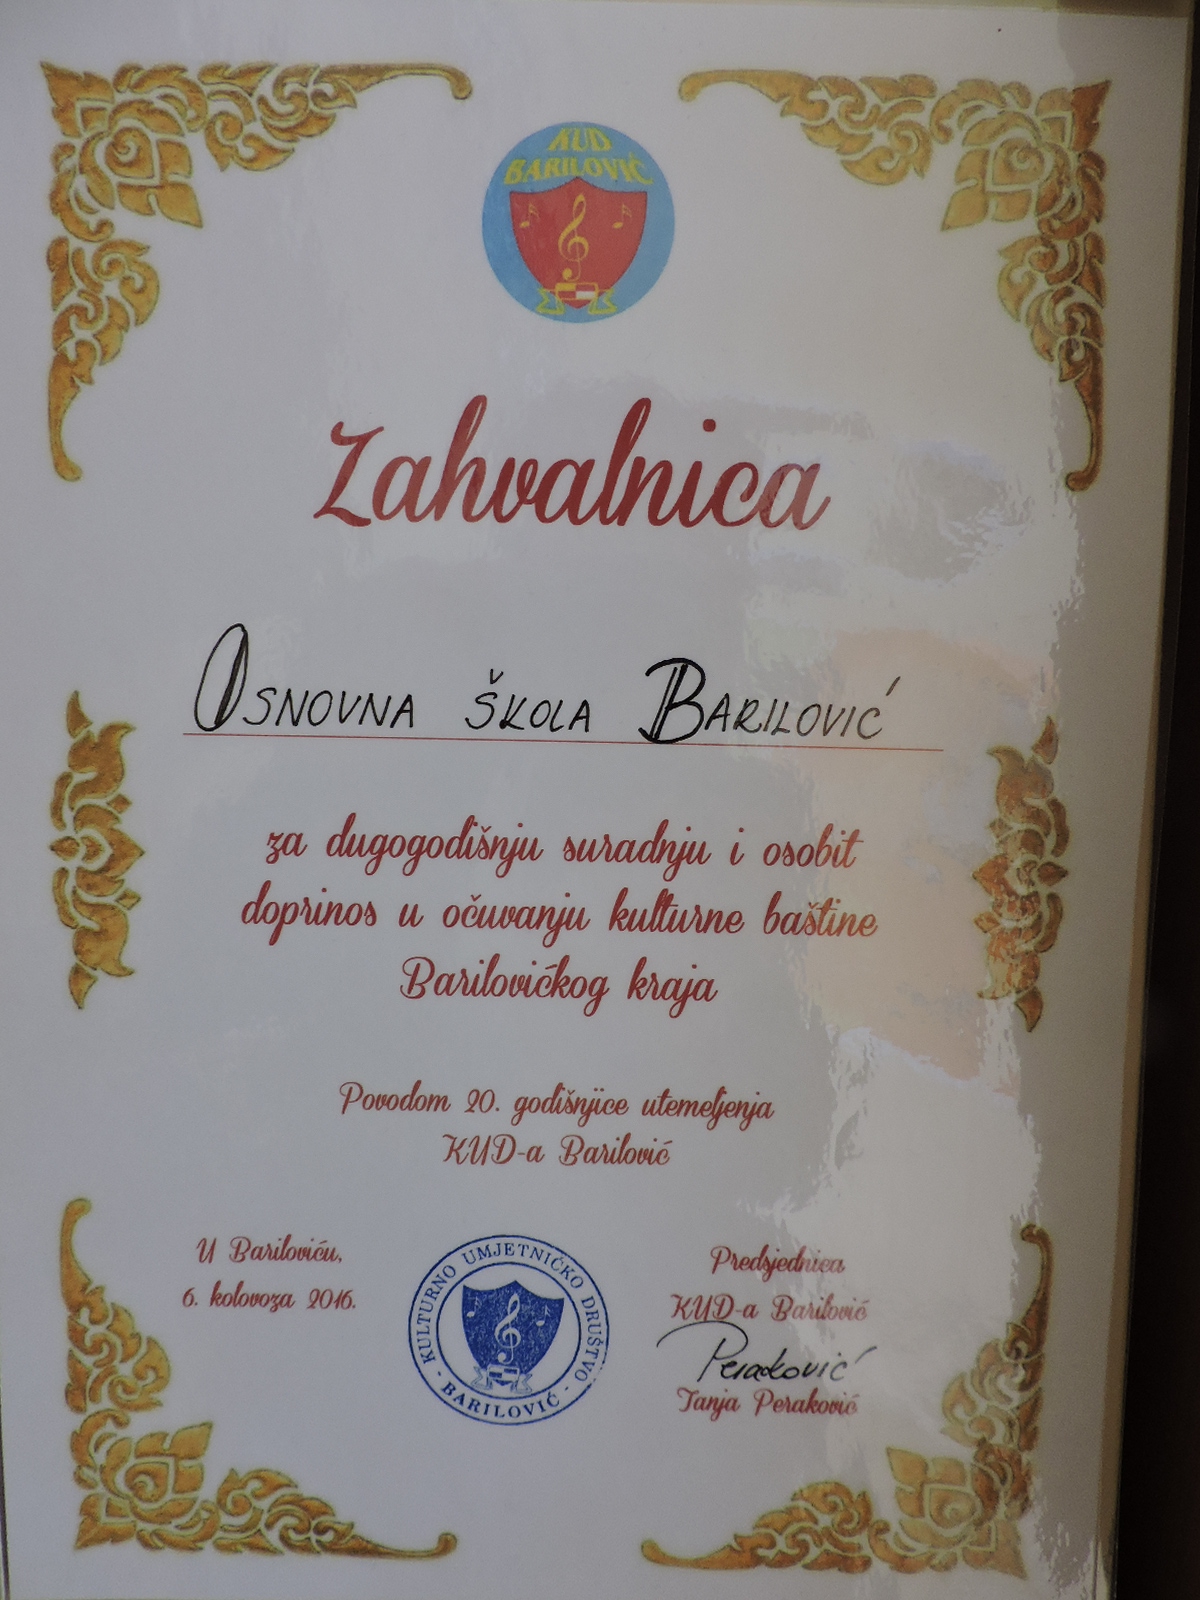 KUD
BARILOVIĆ
Zahvalnica
OSNOVNA ŠKOLA BARILOVIĆ
za dugogodišnju suradnju i osobit
doprinos u očuvanju kulturne baštine
Barilovićkog kraja
Povodom 20. godišnjice utemeljenja
KUD-a Barilović
U Bariloviću,
6. kolovoza 2016.
KULTURNO UMJETNIČKO DRUŠTVO
BARILOVIĆ
Predsjednica
KUD-a Barilović
Peraković
Tanja Peraković